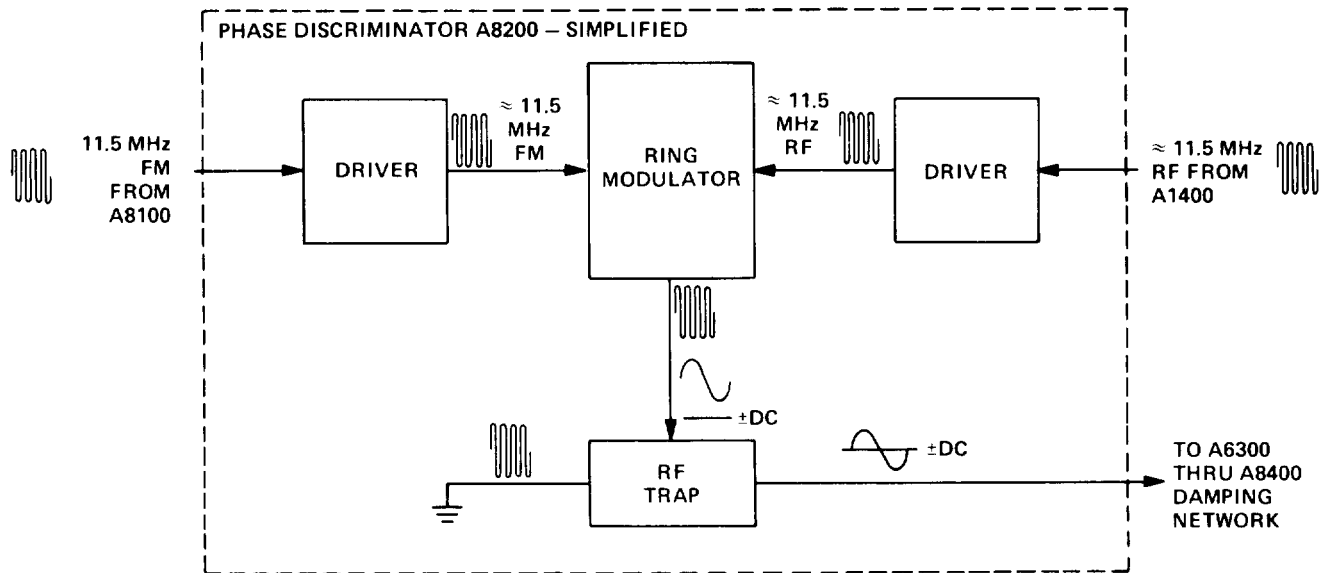 PHASE DISCRIMINATOR A8200 – SIMPLIFIED
11.5 MHz
FM
FROM
A8100
DRIVER
≈ 11.5
MHz
FM
RING
MODULATOR
≈ 11.5
MHz
RF
DRIVER
≈ 11.5 MHz
RF FROM
A1400
±DC
RF
TRAP
±DC
TO A6300
THRU A8400
DAMPING
NETWORK